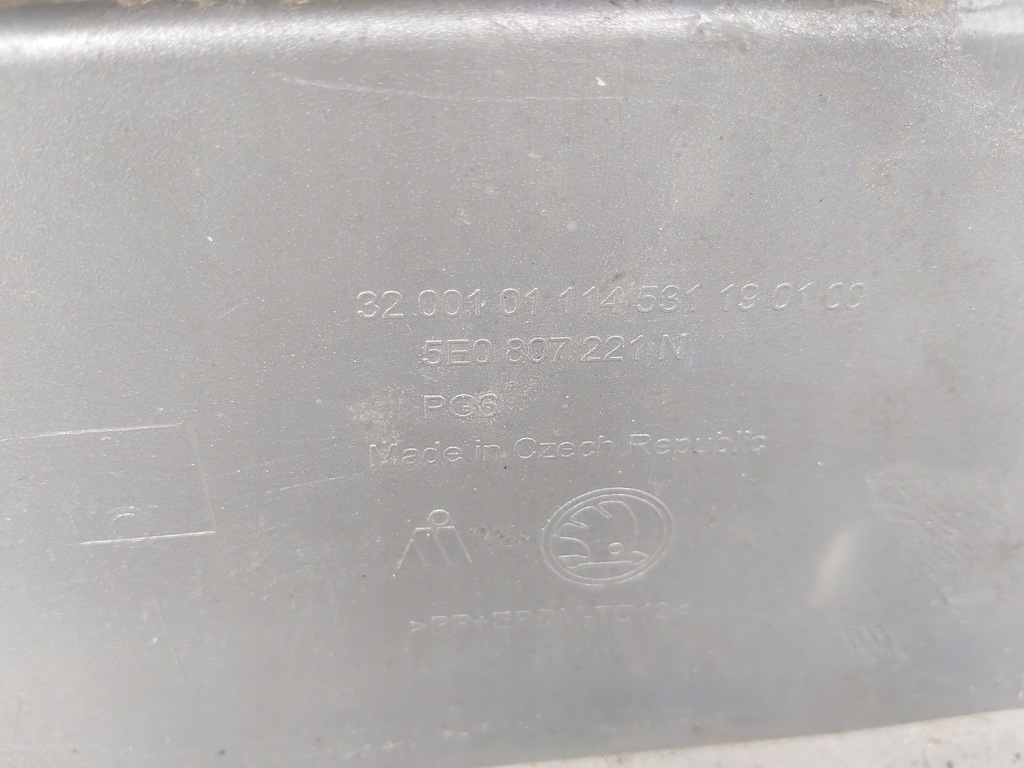 32 001 01 114 531 19 01 00
5E0 807 221 N
PG6
Made in Czech Republic